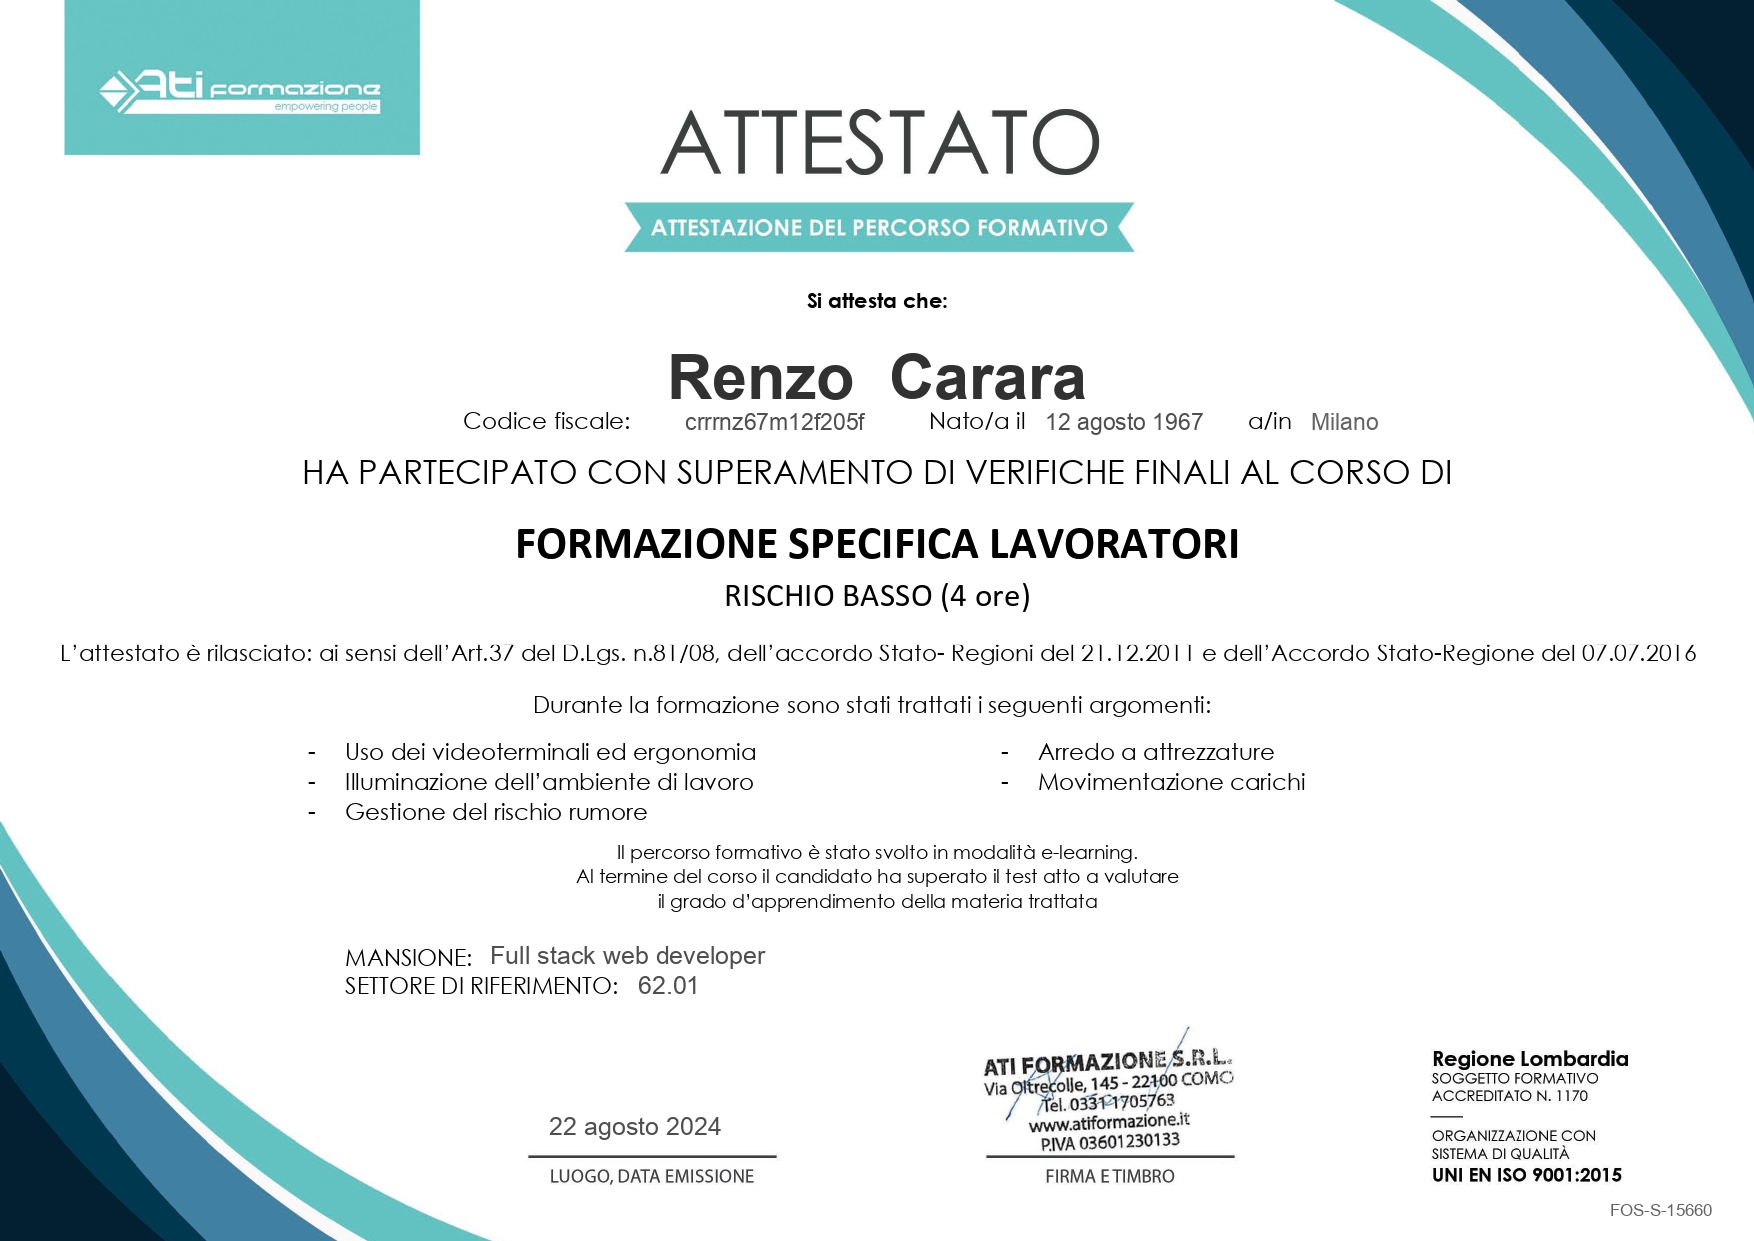 Ati formazione
empowering people
ATTESTATO
ATTESTAZIONE DEL PERCORSO FORMATIVO
Si attesta che:
Renzo Carara
Codice fiscale: crrrnz67m12f205f Nato/a il 12 agosto 1967 a/in Milano
HA PARTECIPATO CON SUPERAMENTO DI VERIFICHE FINALI AL CORSO DI
FORMAZIONE SPECIFICA LAVORATORI
RISCHIO BASSO (4 ore)
L'attestato è rilasciato: ai sensi dell'Art.37 del D.Lgs. n.81/08, dell'accordo Stato- Regioni del 21.12.2011 e dell'Accordo Stato-Regione del 07.07.2016
Durante la formazione sono stati trattati i seguenti argomenti:
- Uso dei videoterminali ed ergonomia
- Illuminazione dell'ambiente di lavoro
- Gestione del rischio rumore
- Arredo a attrezzature
- Movimentazione carichi
Il percorso formativo è stato svolto in modalità e-learning.
Al termine del corso il candidato ha superato il test atto a valutare
il grado d'apprendimento della materia trattata
MANSIONE: Full stack web developer
SETTORE DI RIFERIMENTO: 62.01
22 agosto 2024
LUOGO, DATA EMISSIONE
ATI FORMAZIONE S.R.L.
Via Oltrecolle, 145 - 22100 COMO
Tel. 0331-1705763
www.atiformazione.it
P.IVA 03601230133
FIRMA E TIMBRO
Regione Lombardia
SOGGETTO FORMATIVO
ACCREDITATO N. 1170
ORGANIZZAZIONE CON
SISTEMA DI QUALITÀ
UNI EN ISO 9001:2015
FOS-S-15660